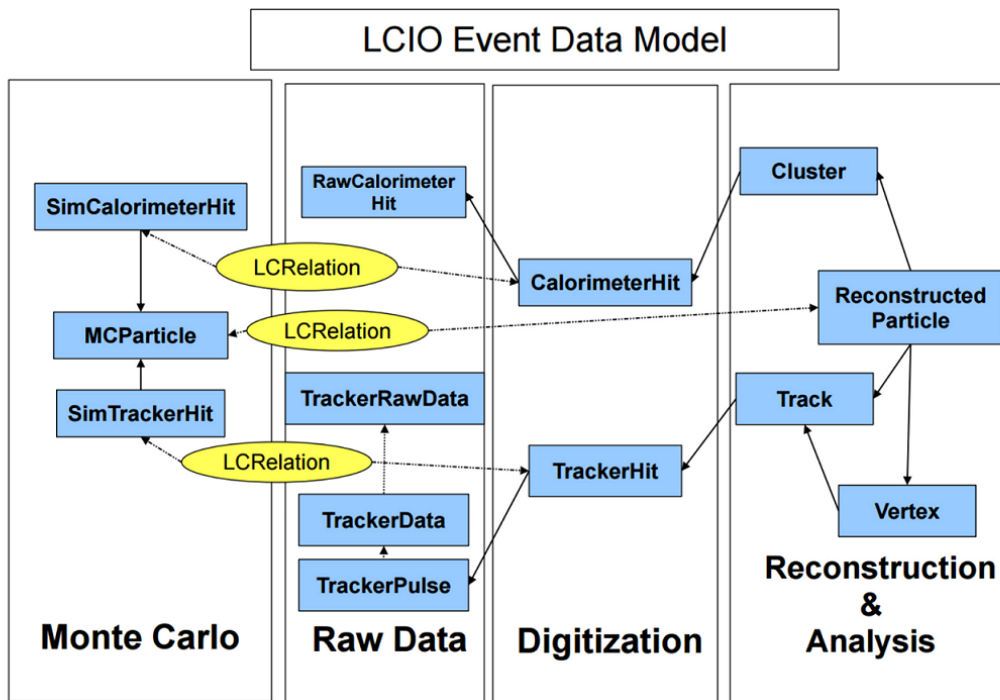 LCIO Event Data Model
SimCalorimeterHit
MCParticle
SimTrackerHit
Monte Carlo
LCRelation
LCRelation
LCRelation
RawCalorimeter
Hit
TrackerRawData
TrackerData
TrackerPulse
Raw Data
CalorimeterHit
TrackerHit
Digitization
Cluster
Reconstructed
Particle
Track
Vertex
Reconstruction
&
Analysis